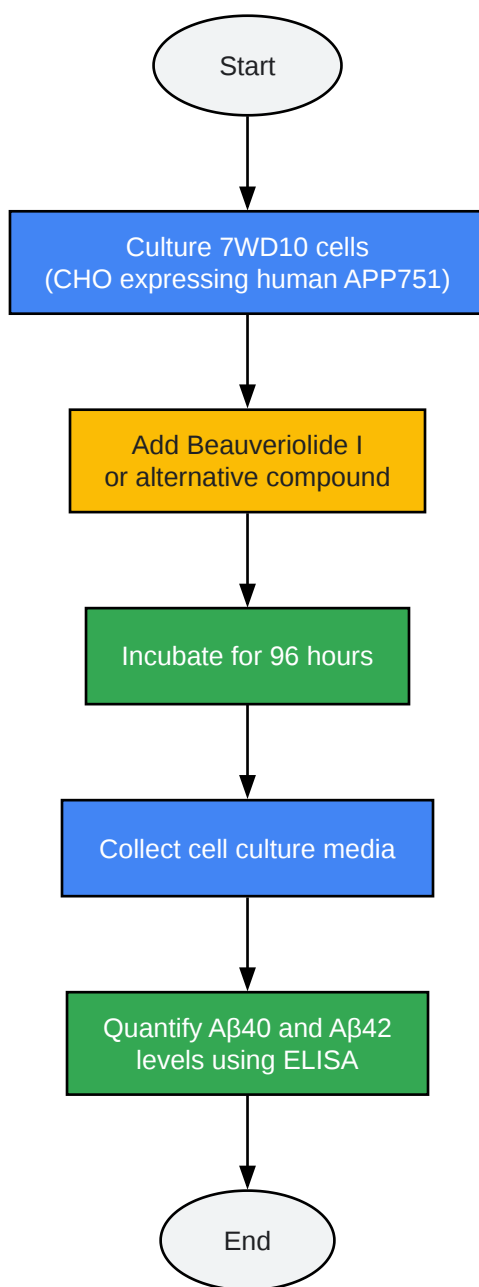 Start
Culture 7WD10 cells
(CHO expressing human APP751)
Add Beauveriolide I
or alternative compound
Incubate for 96 hours
Collect cell culture media
Quantify Aβ40 and Aβ42
levels using ELISA
End